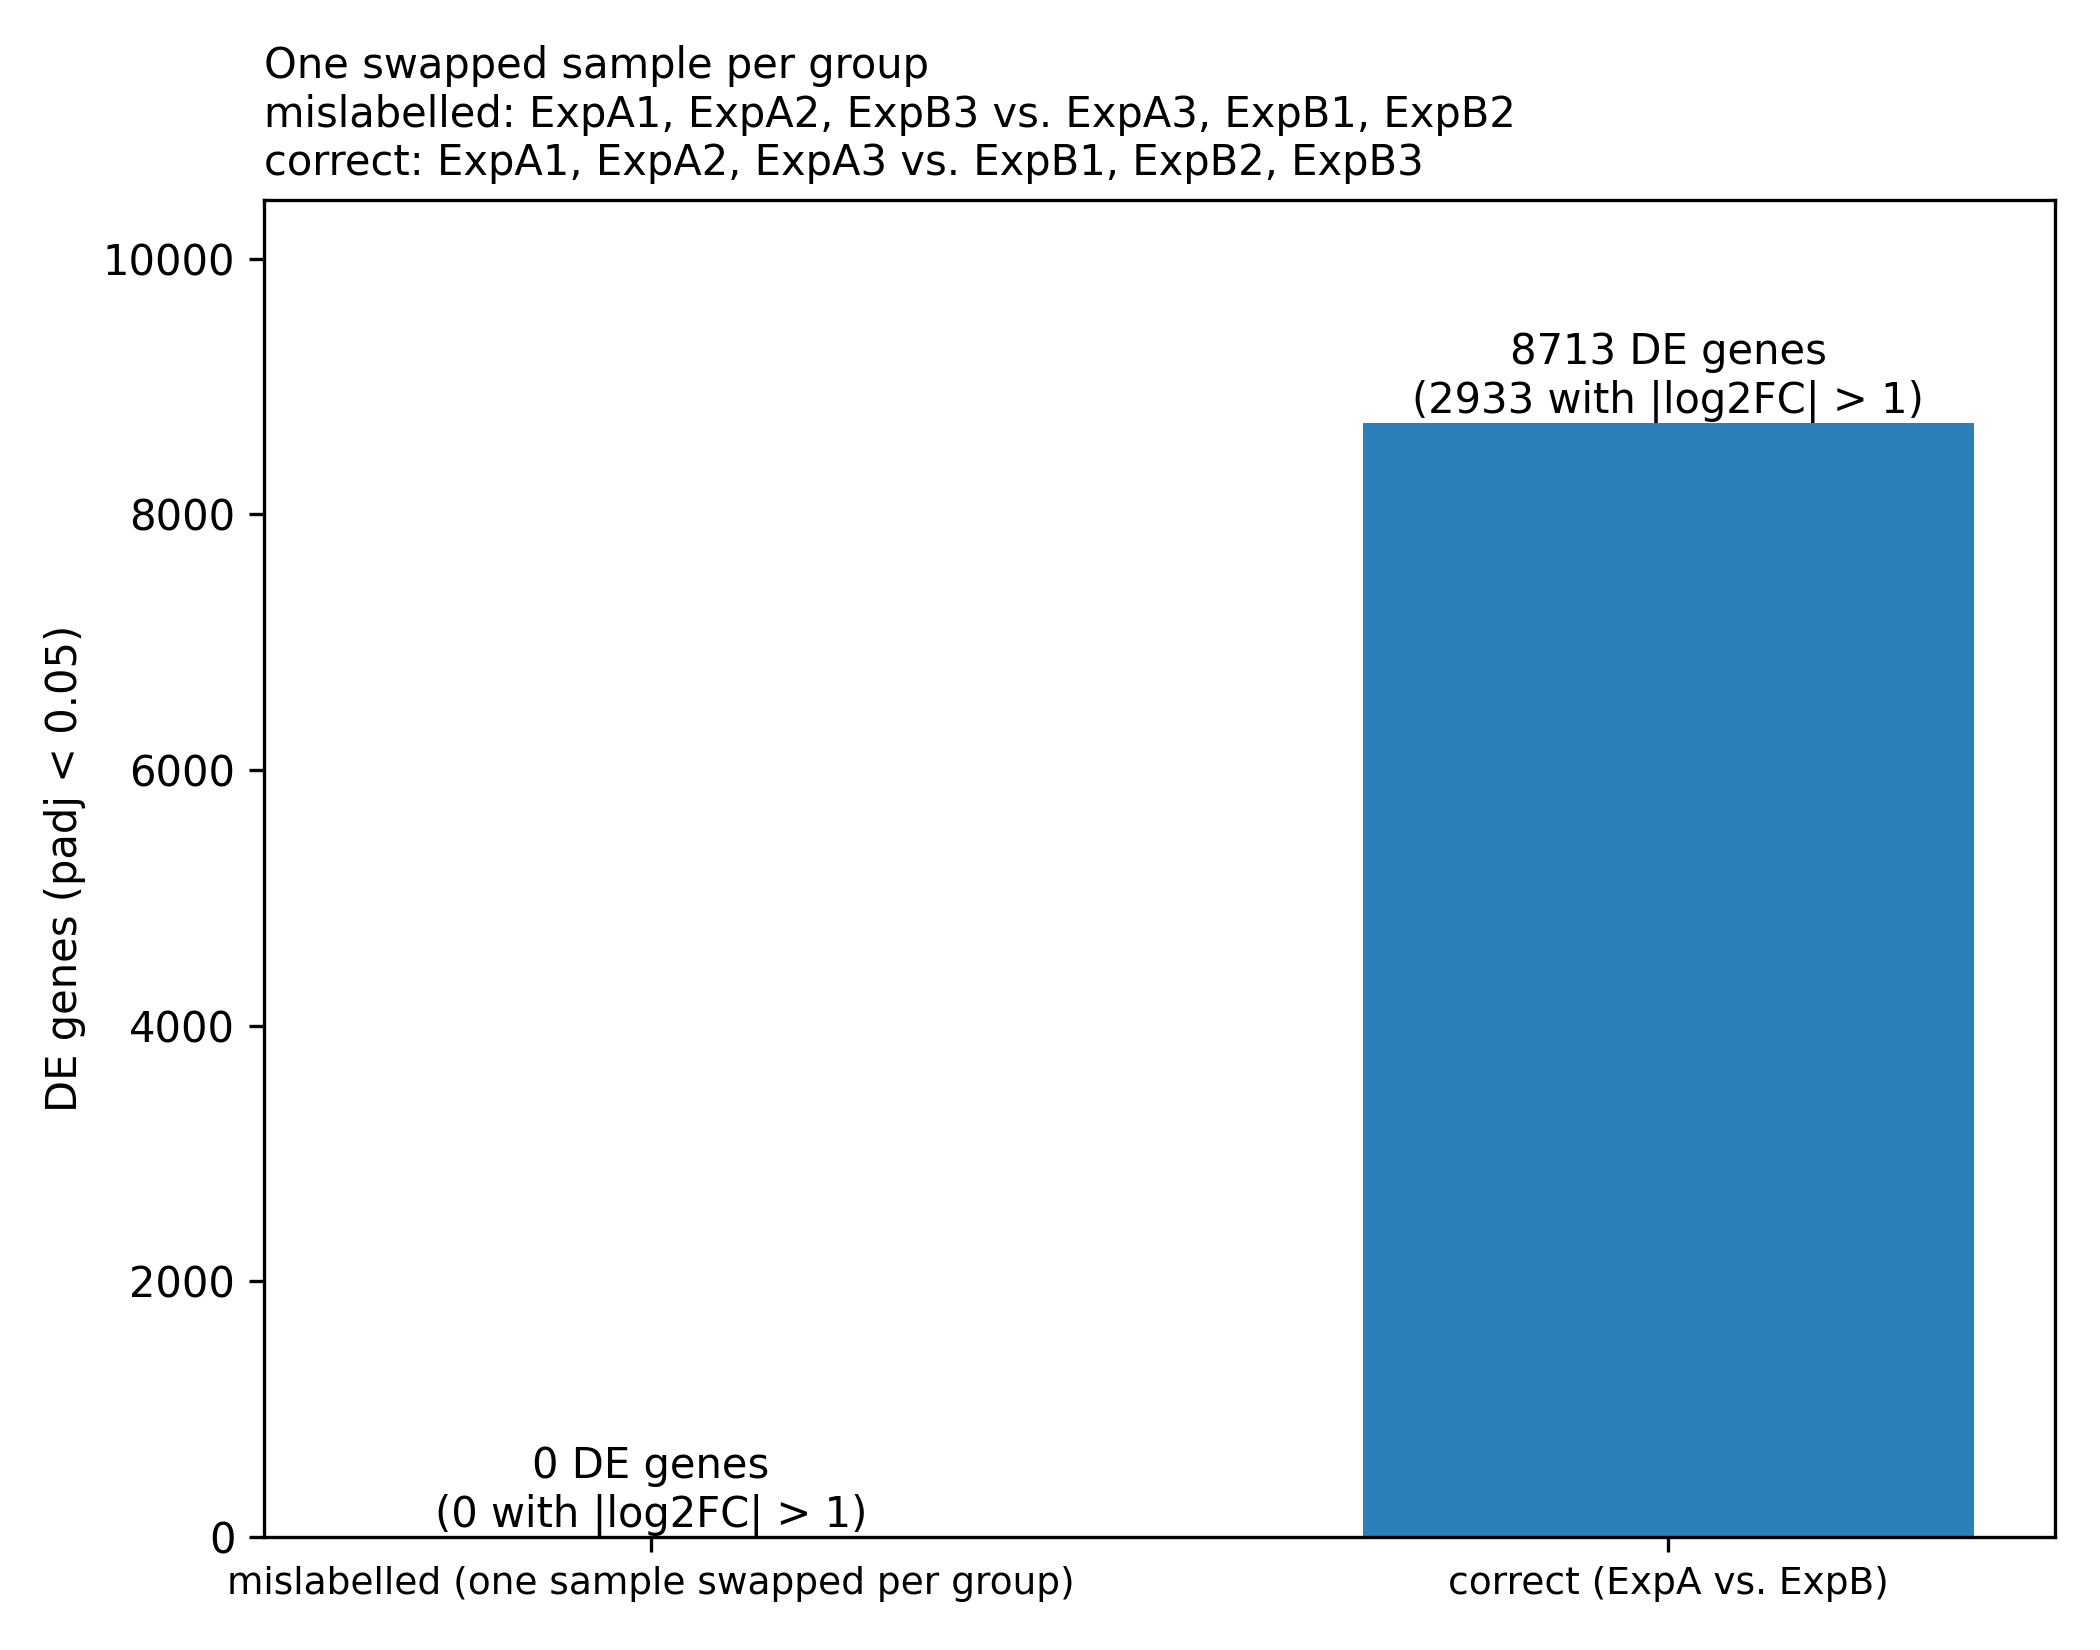 One swapped sample per group
mislabelled: ExpA1, ExpA2, ExpB3 vs. ExpA3, ExpB1, ExpB2
correct: ExpA1, ExpA2, ExpA3 vs. ExpB1, ExpB2, ExpB3
10000
8000
6000
4000
2000
0
DE genes (padj < 0.05)
8713 DE genes
(2933 with |log2FC| > 1)
0 DE genes
(0 with |log2FC| > 1)
mislabelled (one sample swapped per group)
correct (ExpA vs. ExpB)